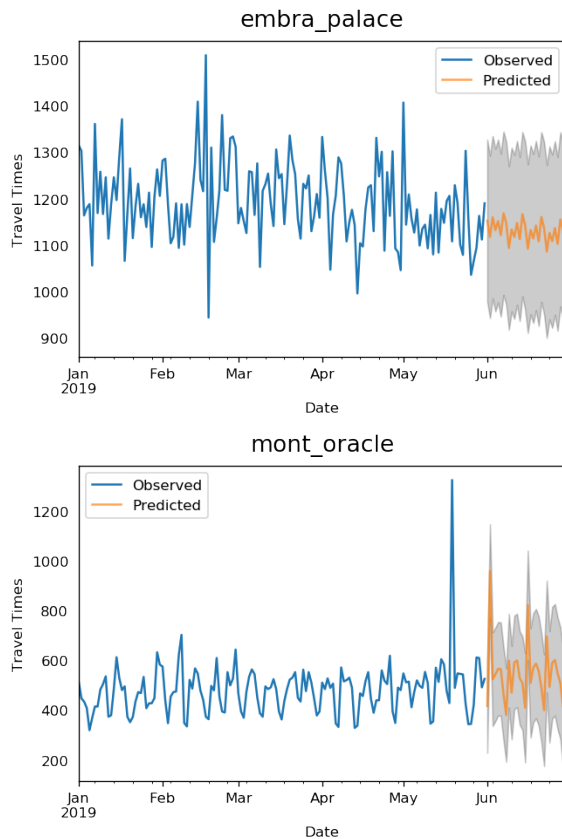 embra_palace
1500
1400
1300
1200
1100
1000
900
Travel Times
Observed
Predicted
Jan Feb Mar Apr May Jun
2019
Date
mont_oracle
1200
1000
800
600
400
200
Travel Times
Observed
Predicted
Jan Feb Mar Apr May Jun
2019
Date